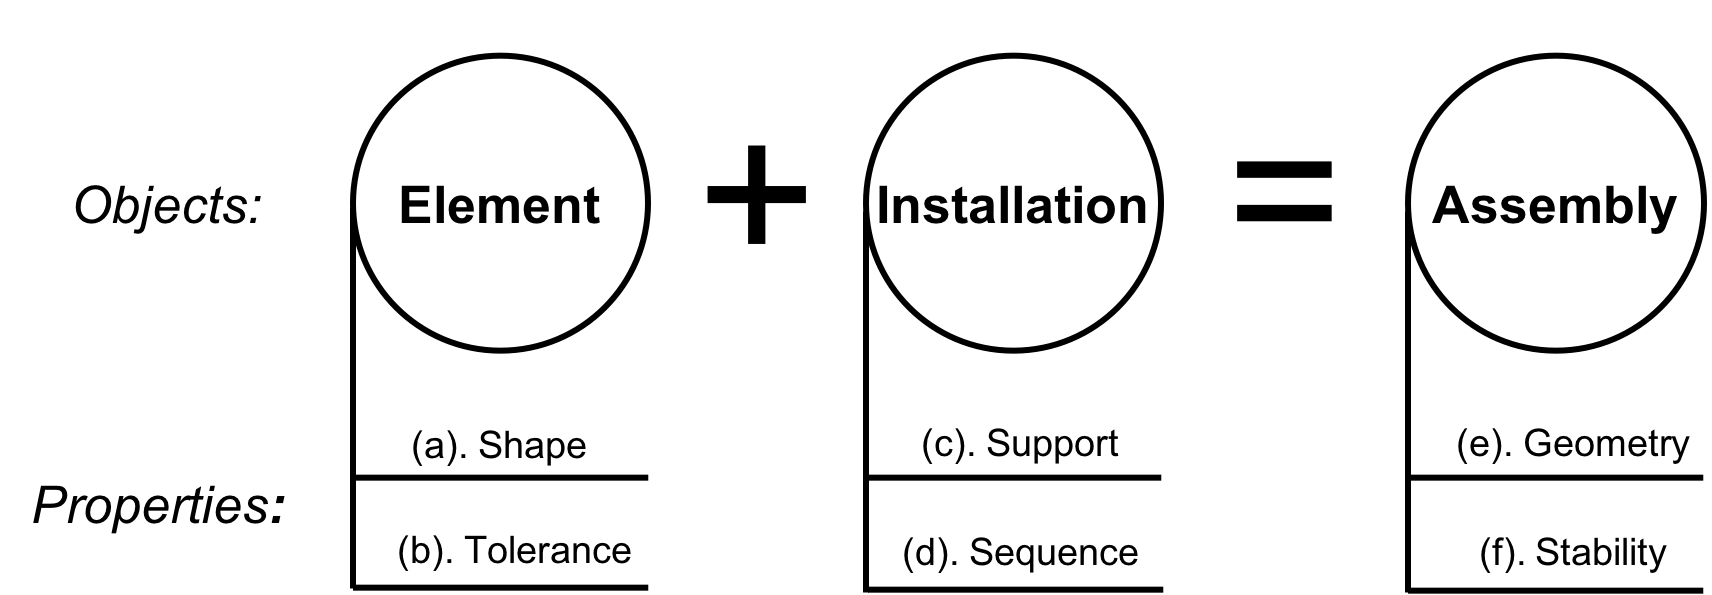 Objects:
Element
+
Installation
=
Assembly
Properties:
(a). Shape
(b). Tolerance
(c). Support
(d). Sequence
(e). Geometry
(f). Stability